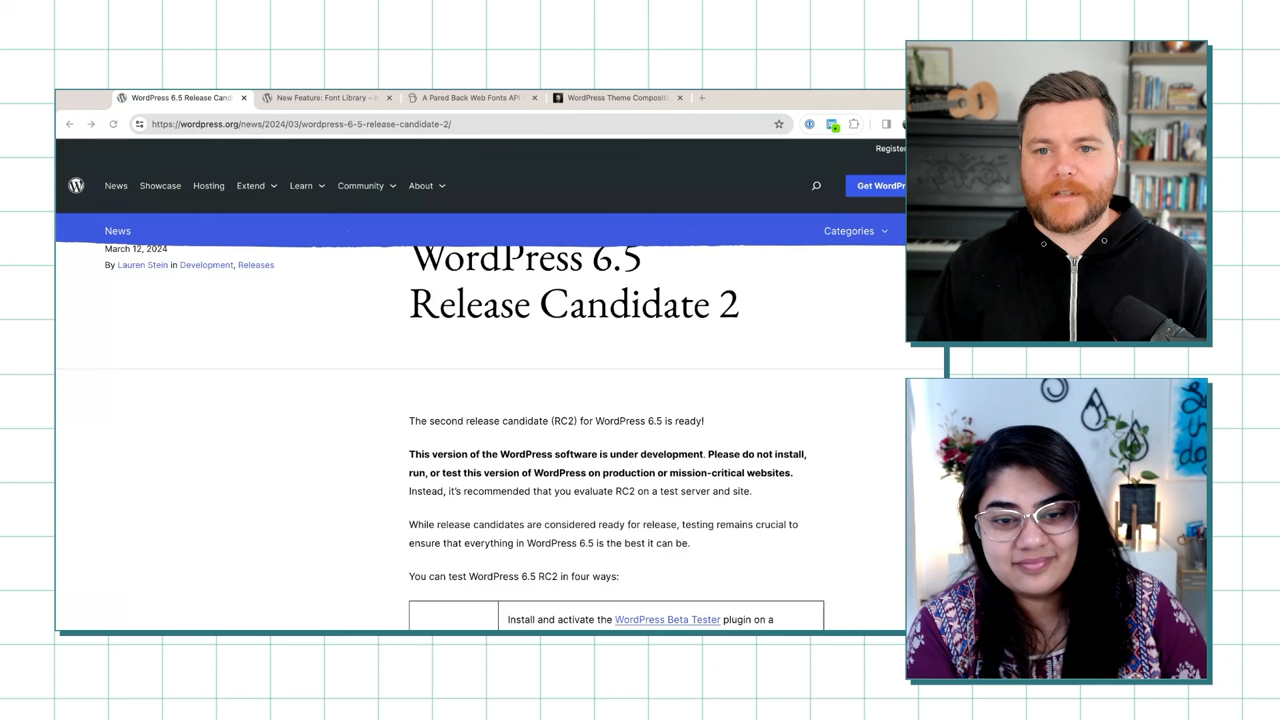 WordPress 6.5 Release Cand
New Feature: Font Library –
A Pared Back Web Fonts API
WordPress Theme Composit
https://wordpress.org/news/2024/03/wordpress-6-5-release-candidate-2/
Register
News Showcase Hosting Extend Learn Community About
Get WordPr
News
Categories
March 12, 2024
By Lauren Stein in Development, Releases
WordPress 6.5
Release Candidate 2
The second release candidate (RC2) for WordPress 6.5 is ready!
This version of the WordPress software is under development. Please do not install,
run, or test this version of WordPress on production or mission-critical websites.
Instead, it's recommended that you evaluate RC2 on a test server and site.
While release candidates are considered ready for release, testing remains crucial to
ensure that everything in WordPress 6.5 is the best it can be.
You can test WordPress 6.5 RC2 in four ways:
Install and activate the WordPress Beta Tester plugin on a